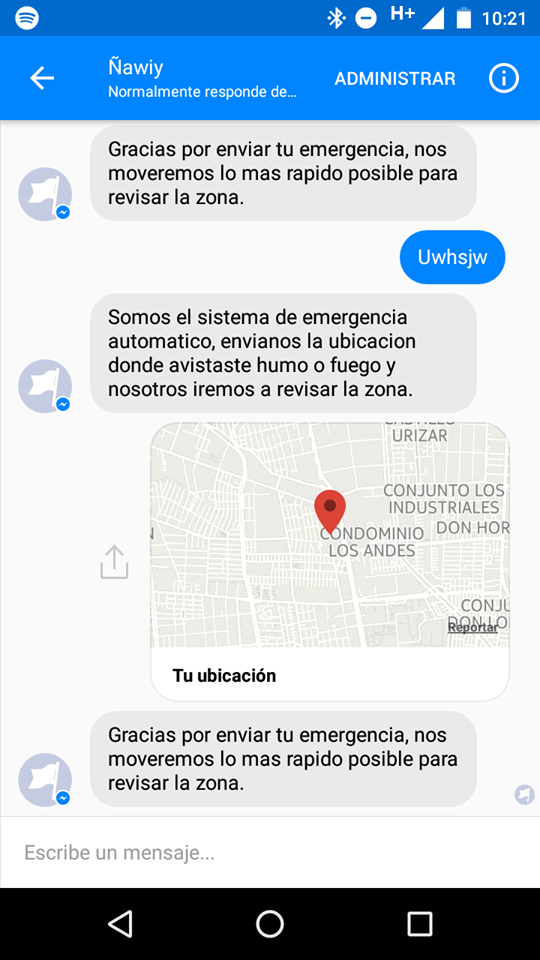 H+ 10:21
Ñawiy
Normalmente responde de...
ADMINISTRAR
Gracias por enviar tu emergencia, nos
moveremos lo mas rapido posible para
revisar la zona.
Uwhsjw
Somos el sistema de emergencia
automatico, envianos la ubicacion
donde avistaste humo o fuego y
nosotros iremos a revisar la zona.
URIZAR
CONJUNTO LOS
INDUSTRIALES
DON HOR
CONDOMINIO
LOS ANDES
CONJU
DON LO
Reportar
Tu ubicación
Gracias por enviar tu emergencia, nos
moveremos lo mas rapido posible para
revisar la zona.
Escribe un mensaje...